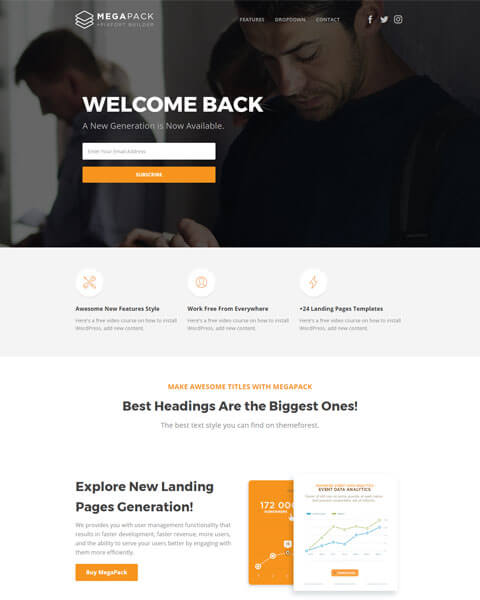 MEGAPACK
+PIXFORT BUILDER
FEATURES DROPDOWN CONTACT
WELCOME BACK
A New Generation is Now Available.
Enter Your Email Address
SUBSCRIBE
Awesome New Features Style
Here's a free video course on how to install
WordPress, add new content.
Work Free From Everywhere
Here's a free video course on how to install
WordPress, add new content.
+24 Landing Pages Templetes
Here's a free video course on how to install
WordPress, add new content.
MAKE AWESOME TITLES WITH MEGAPACK
Best Headings Are the Biggest Ones!
The best text style you can find on themeforest.
Explore New Landing
Pages Generation!
We provides you with user management functionality that
results in faster development, faster revenue, more users,
and the ability to serve your users better by engaging with
them more efficiently.
Buy MegaPack
172 000
EVENT DATA ANALYTICS